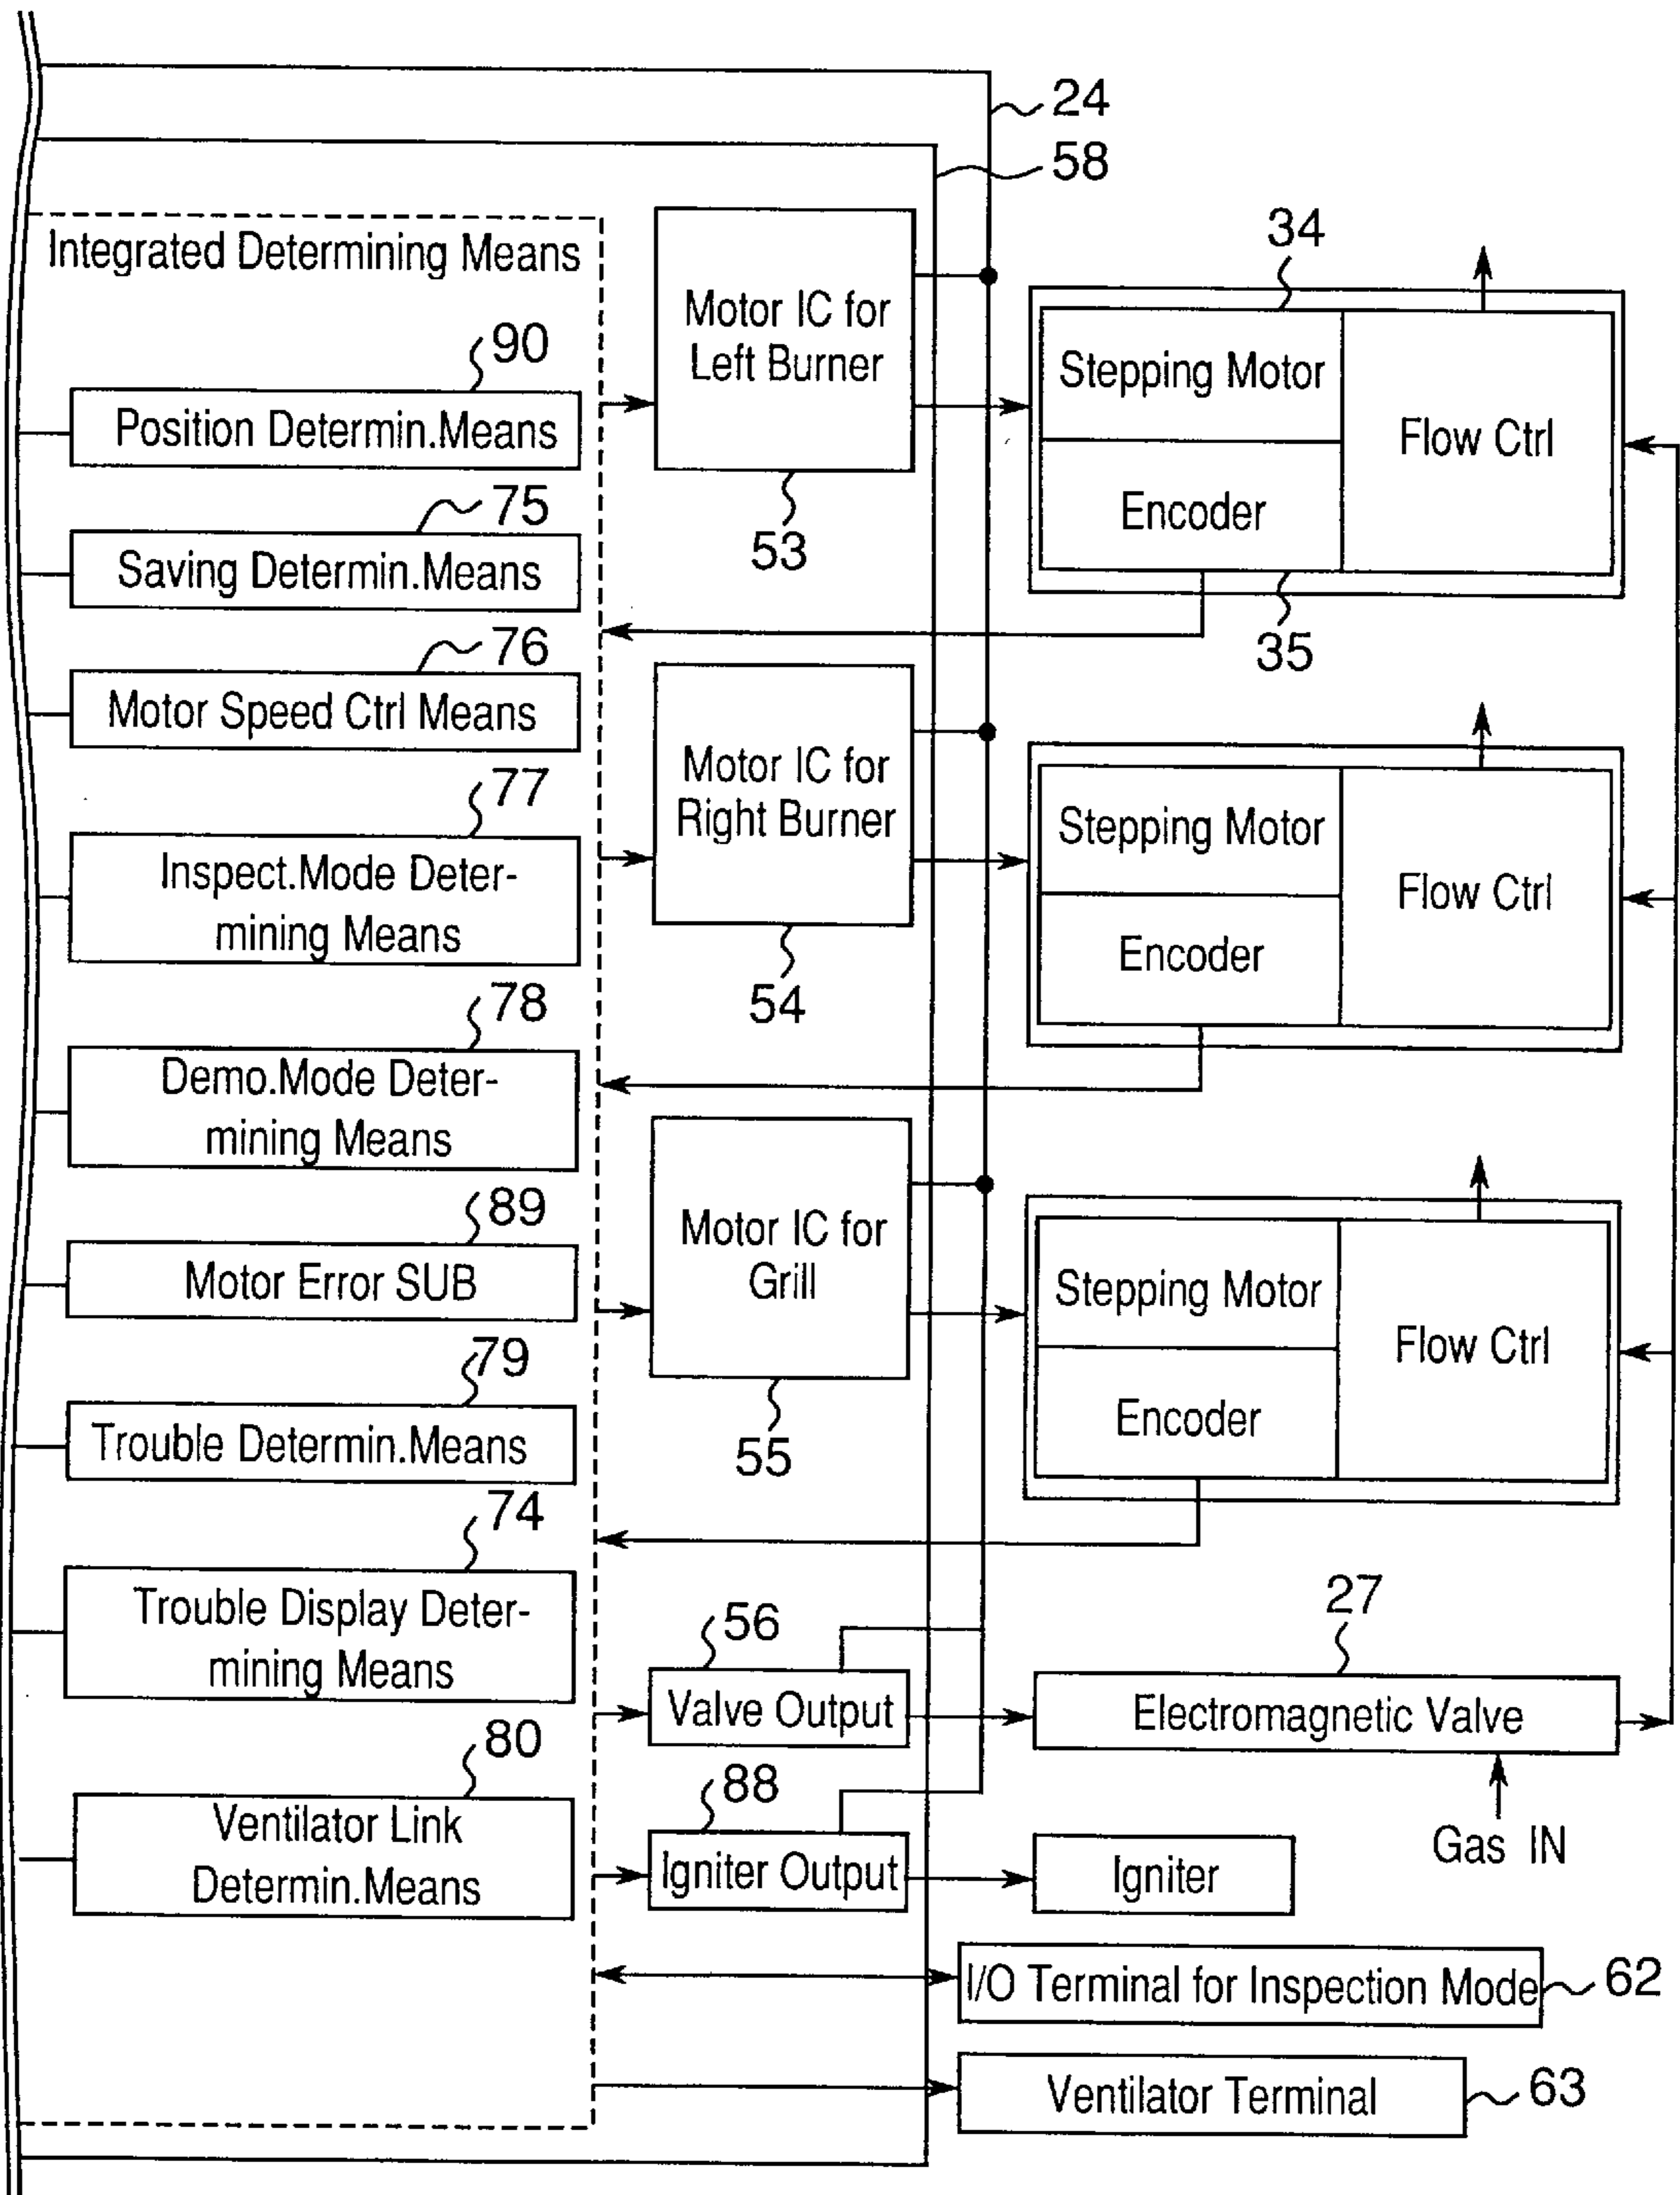 24
58
Integrated Determining Means
90
Position Determin.Means
75
Saving Determin.Means
76
Motor Speed Ctrl Means
77
Inspect.Mode Deter-
mining Means
78
Demo.Mode Deter-
mining Means
89
Motor Error SUB
79
Trouble Determin.Means
74
Trouble Display Deter-
mining Means
80
Ventilator Link
Determin.Means
Motor IC for
Left Burner
53
Motor IC for
Right Burner
54
Motor IC for
Grill
55
56
Valve Output
88
Igniter Output
34
Stepping Motor
Encoder
Flow Ctrl
35
Stepping Motor
Encoder
Flow Ctrl
Stepping Motor
Encoder
Flow Ctrl
27
Electromagnetic Valve
Gas IN
Igniter
I/O Terminal for Inspection Mode
62
Ventilator Terminal
63